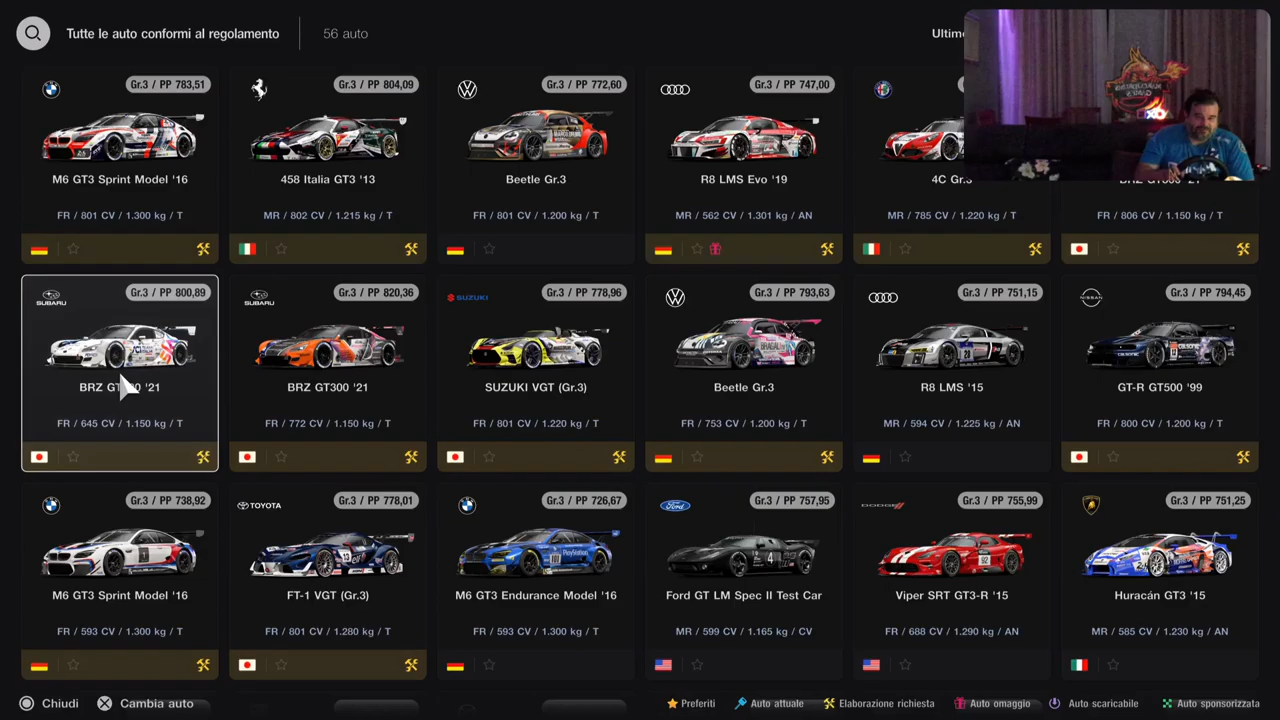 Tutte le auto conformi al regolamento
56 auto
Ultime
Gr.3 / PP 783,51
M6 GT3 Sprint Model '16
FR / 801 CV / 1.300 kg / T
Gr.3 / PP 804,09
458 Italia GT3 '13
MR / 802 CV / 1.215 kg / T
Gr.3 / PP 772,60
Beetle Gr.3
FR / 801 CV / 1.200 kg / T
Gr.3 / PP 747,00
R8 LMS Evo '19
MR / 562 CV / 1.301 kg / AN
4C Gr.3
MR / 785 CV / 1.220 kg / T
BRZ GT300 '21
FR / 806 CV / 1.150 kg / T
SUBARU
Gr.3 / PP 800,89
BRZ GT300 '21
FR / 645 CV / 1.150 kg / T
SUBARU
Gr.3 / PP 820,36
BRZ GT300 '21
FR / 772 CV / 1.150 kg / T
SUZUKI
Gr.3 / PP 778,96
SUZUKI VGT (Gr.3)
FR / 801 CV / 1.220 kg / T
Gr.3 / PP 793,63
Beetle Gr.3
FR / 753 CV / 1.200 kg / T
Gr.3 / PP 751,15
R8 LMS '15
MR / 594 CV / 1.225 kg / AN
Gr.3 / PP 794,45
GT-R GT500 '99
FR / 800 CV / 1.200 kg / T
Gr.3 / PP 738,92
M6 GT3 Sprint Model '16
FR / 593 CV / 1.300 kg / T
TOYOTA
Gr.3 / PP 778,01
FT-1 VGT (Gr.3)
FR / 801 CV / 1.280 kg / T
Gr.3 / PP 726,67
M6 GT3 Endurance Model '16
FR / 593 CV / 1.300 kg / T
Ford
Gr.3 / PP 757,95
Ford GT LM Spec II Test Car
MR / 599 CV / 1.165 kg / CV
DODGE
Gr.3 / PP 755,99
Viper SRT GT3-R '15
FR / 688 CV / 1.290 kg / AN
Gr.3 / PP 751,25
Huracán GT3 '15
MR / 585 CV / 1.230 kg / AN
Chiudi
Cambia auto
Preferiti
Auto attuale
Elaborazione richiesta
Auto omaggio
Auto scaricabile
Auto sponsorizzata